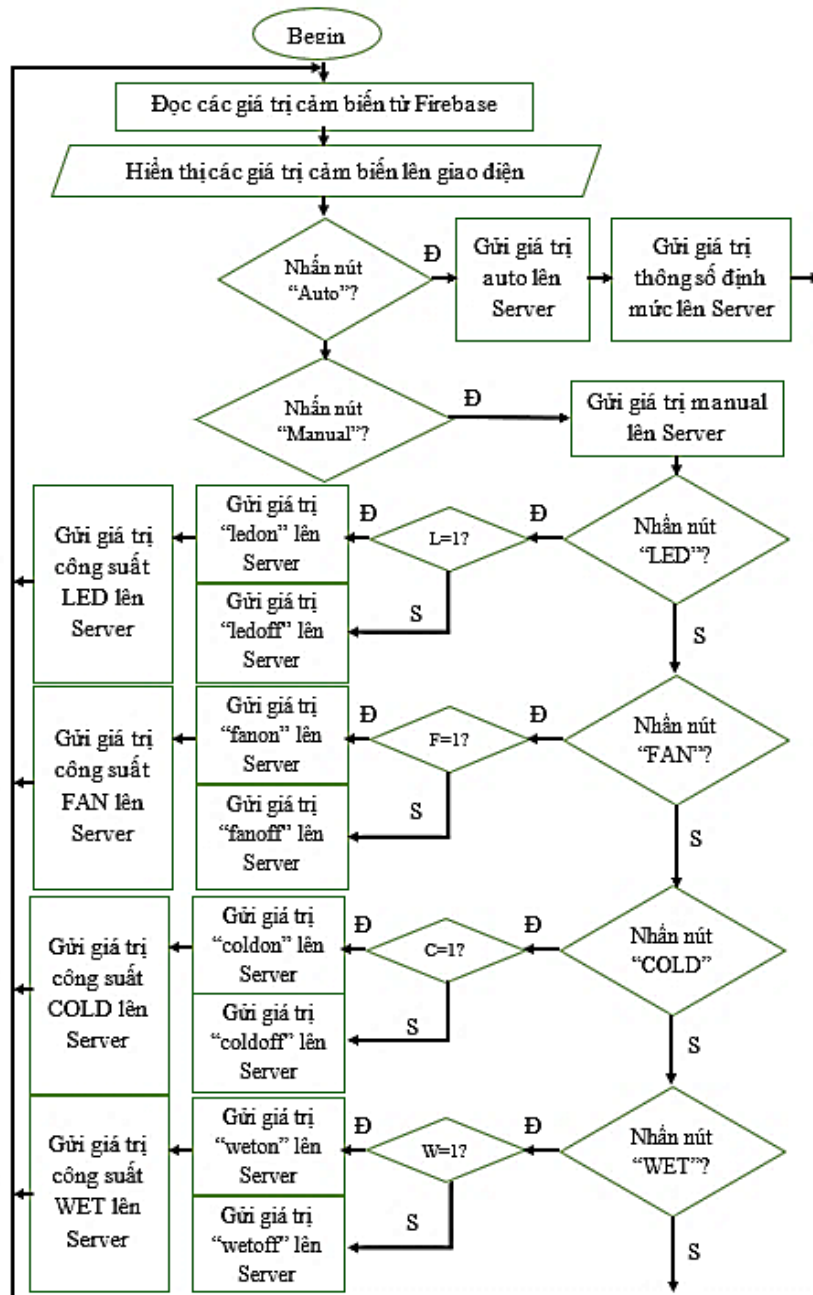 Begin
Đọc các giá trị cảm biến từ Firebase
Hiển thị các giá trị cảm biến lên giao diện
Nhấn nút
“Auto”?
Đ
Gửi giá trị
auto lên
Server
Gửi giá trị
thông số định
mức lên Server
Nhấn nút
“Manual”?
Đ
Gửi giá trị manual
lên Server
Nhấn nút
“LED”?
Đ
L=1?
Đ
Gửi giá trị
“ledon” lên
Server
S
Gửi giá trị
“ledoff” lên
Server
Gửi giá trị
công suất
LED lên
Server
S
Nhấn nút
“FAN”?
Đ
F=1?
Đ
Gửi giá trị
“fanon” lên
Server
S
Gửi giá trị
“fanoff” lên
Server
Gửi giá trị
công suất
FAN lên
Server
S
Nhấn nút
“COLD”
Đ
C=1?
Đ
Gửi giá trị
“coldon” lên
Server
S
Gửi giá trị
“coldoff” lên
Server
Gửi giá trị
công suất
COLD lên
Server
S
Nhấn nút
“WET”?
Đ
W=1?
Đ
Gửi giá trị
“weton” lên
Server
S
Gửi giá trị
“wetoff” lên
Server
Gửi giá trị
công suất
WET lên
Server
S